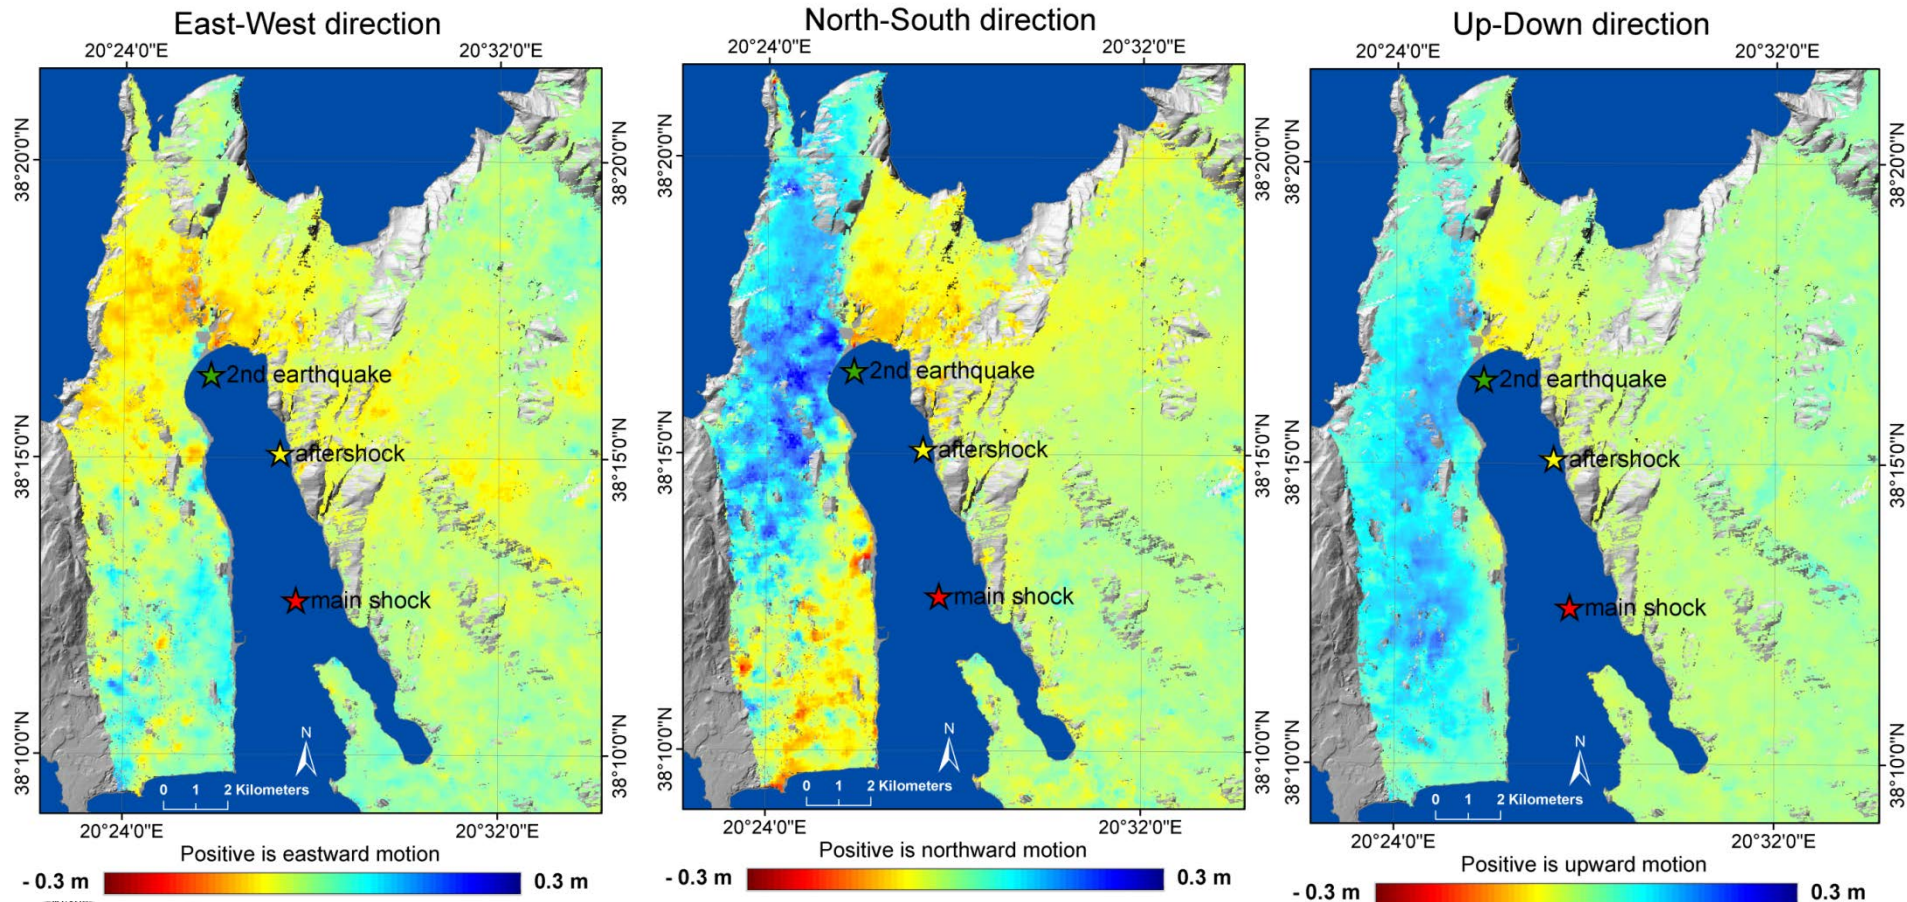 East-West direction
20°24'0"E 20°32'0"E
38°20'0"N 38°20'0"N
2nd earthquake
38°15'0"N 38°15'0"N
aftershock
main shock
38°10'0"N 38°10'0"N
N
0 1 2 Kilometers
20°24'0"E 20°32'0"E
Positive is eastward motion
- 0.3 m 0.3 m
North-South direction
20°24'0"E 20°32'0"E
38°20'0"N 38°20'0"N
2nd earthquake
38°15'0"N 38°15'0"N
aftershock
main shock
38°10'0"N 38°10'0"N
N
0 1 2 Kilometers
20°24'0"E 20°32'0"E
Positive is northward motion
- 0.3 m 0.3 m
Up-Down direction
20°24'0"E 20°32'0"E
38°20'0"N 38°20'0"N
2nd earthquake
38°15'0"N 38°15'0"N
aftershock
main shock
38°10'0"N 38°10'0"N
N
0 1 2 Kilometers
20°24'0"E 20°32'0"E
Positive is upward motion
- 0.3 m 0.3 m